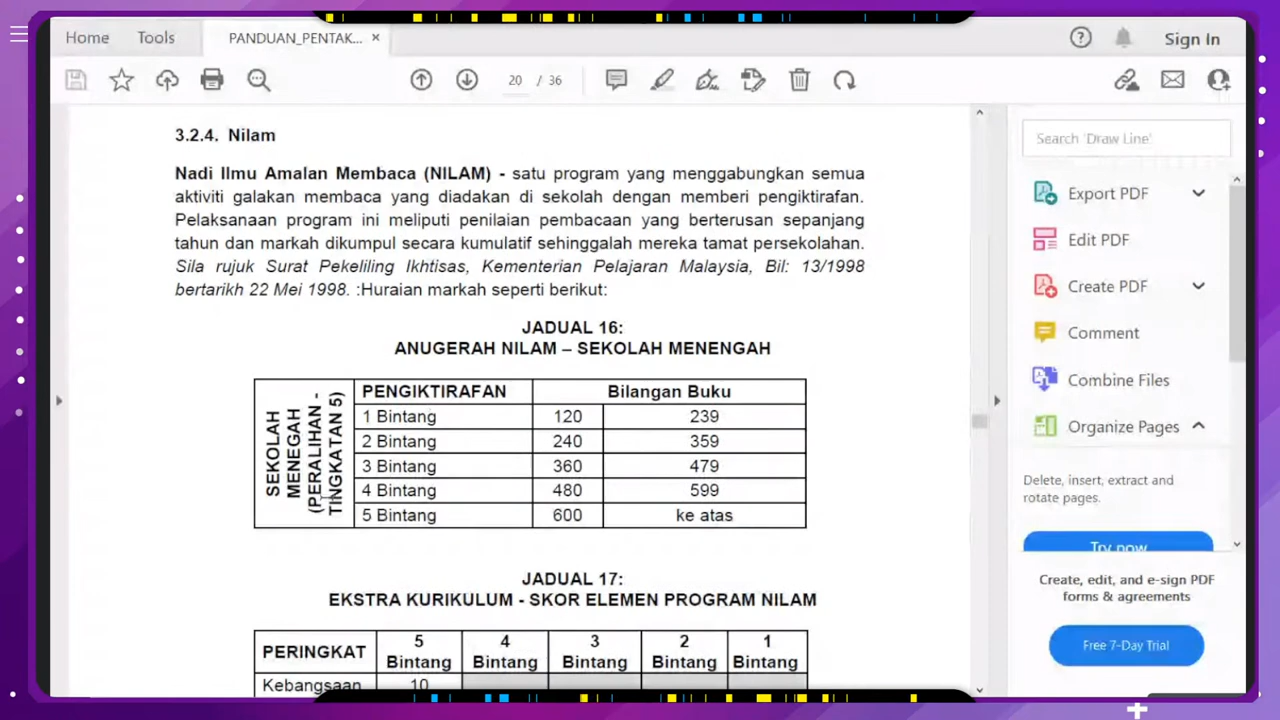 Home Tools PANDUAN_PENTAK... × Sign In
20 / 36
3.2.4. Nilam
Nadi Ilmu Amalan Membaca (NILAM) - satu program yang menggabungkan semua
aktiviti galakan membaca yang diadakan di sekolah dengan memberi pengiktirafan.
Pelaksanaan program ini meliputi penilaian pembacaan yang berterusan sepanjang
tahun dan markah dikumpul secara kumulatif sehinggalah mereka tamat persekolahan.
Sila rujuk Surat Pekeliling Ikhtisas, Kementerian Pelajaran Malaysia, Bil: 13/1998
bertarikh 22 Mei 1998. :Huraian markah seperti berikut:
JADUAL 16:
ANUGERAH NILAM – SEKOLAH MENENGAH
SEKOLAH
MENEGAH
(PERALIHAN -
TINGKATAN 5)
PENGIKTIRAFAN Bilangan Buku
1 Bintang 120 239
2 Bintang 240 359
3 Bintang 360 479
4 Bintang 480 599
5 Bintang 600 ke atas
JADUAL 17:
EKSTRA KURIKULUM - SKOR ELEMEN PROGRAM NILAM
PERINGKAT 5 Bintang 4 Bintang 3 Bintang 2 Bintang 1 Bintang
Kebangsaan 10
Search 'Draw Line'
Export PDF
Edit PDF
Create PDF
Comment
Combine Files
Organize Pages
Delete, insert, extract and
rotate pages.
Try now
Create, edit, and e-sign PDF
forms & agreements
Free 7-Day Trial